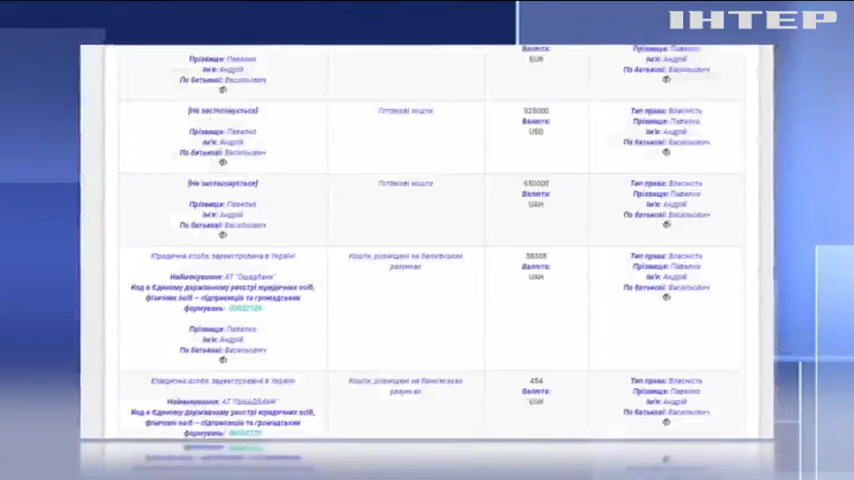 ІНТЕР
Валюта:
EUR
Прізвище: Павелко
Ім'я: Андрій
По батькові: Васильович
Прізвище: Павелко
Ім'я: Андрій
По батькові: Васильович
[Не застосовується]
Прізвище: Павелко
Ім'я: Андрій
По батькові: Васильович
Готівкові кошти
Валюта:
USD
Тип права: Власність
Прізвище: Павелко
Ім'я: Андрій
По батькові: Васильович
[Не застосовується]
Прізвище: Павелко
Ім'я: Андрій
По батькові: Васильович
Готівкові кошти
Валюта:
UAH
Тип права: Власність
Прізвище: Павелко
Ім'я: Андрій
По батькові: Васильович
Юридична особа, зареєстрована в Україні
Найменування: АТ "Ощадбанк"
Код в Єдиному державному реєстрі юридичних осіб,
фізичних осіб – підприємців та громадських
формувань:
Прізвище: Павелко
Ім'я: Андрій
По батькові: Васильович
Кошти, розміщені на банківських
рахунках
Валюта:
UAH
Тип права: Власність
Прізвище: Павелко
Ім'я: Андрій
По батькові: Васильович
Юридична особа, зареєстрована в Україні
Найменування: АТ "ОЩАДБАНК"
Код в Єдиному державному реєстрі юридичних осіб,
фізичних осіб – підприємців та громадських
формувань:
Кошти, розміщені на банківських
рахунках
454
Валюта:
UAH
Тип права: Власність
Прізвище: Павелко
Ім'я: Андрій
По батькові: Васильович